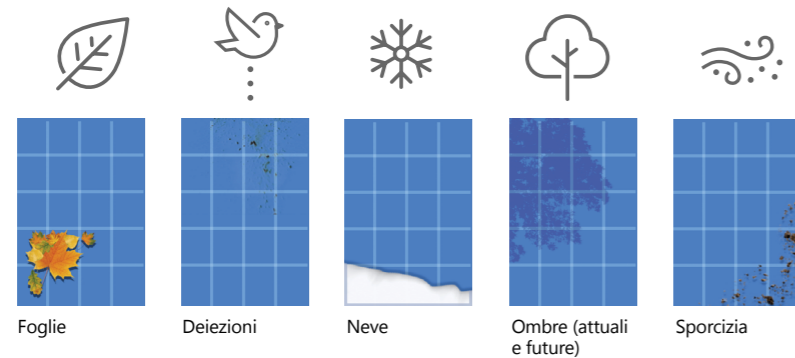 Foglie
Deiezioni
Neve
Ombre (attuali
e future)
Sporcizia